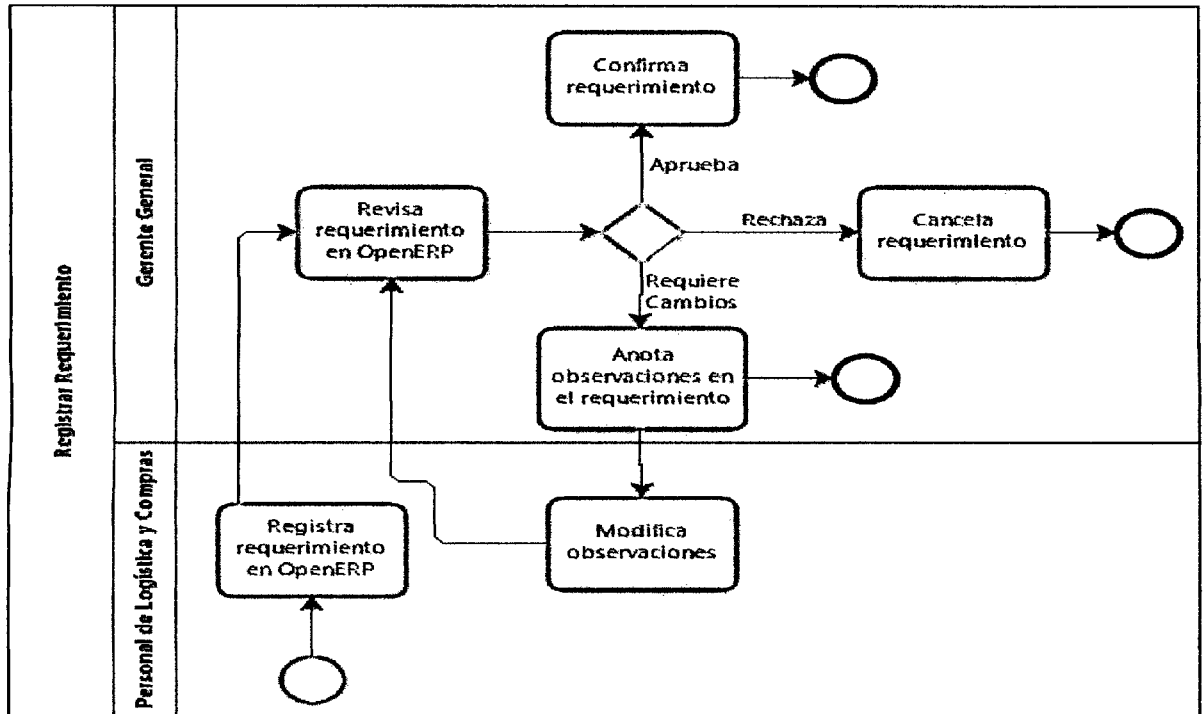 Registrar Requerimiento
Gerente General
Confirma
requerimiento
Aprueba
Revisa
requerimiento
en OpenERP
Rechaza
Cancela
requerimiento
Requiere
Cambios
Anota
observaciones en
el requerimiento
Personal de Logística y Compras
Registra
requerimiento
en OpenERP
Modifica
observaciones